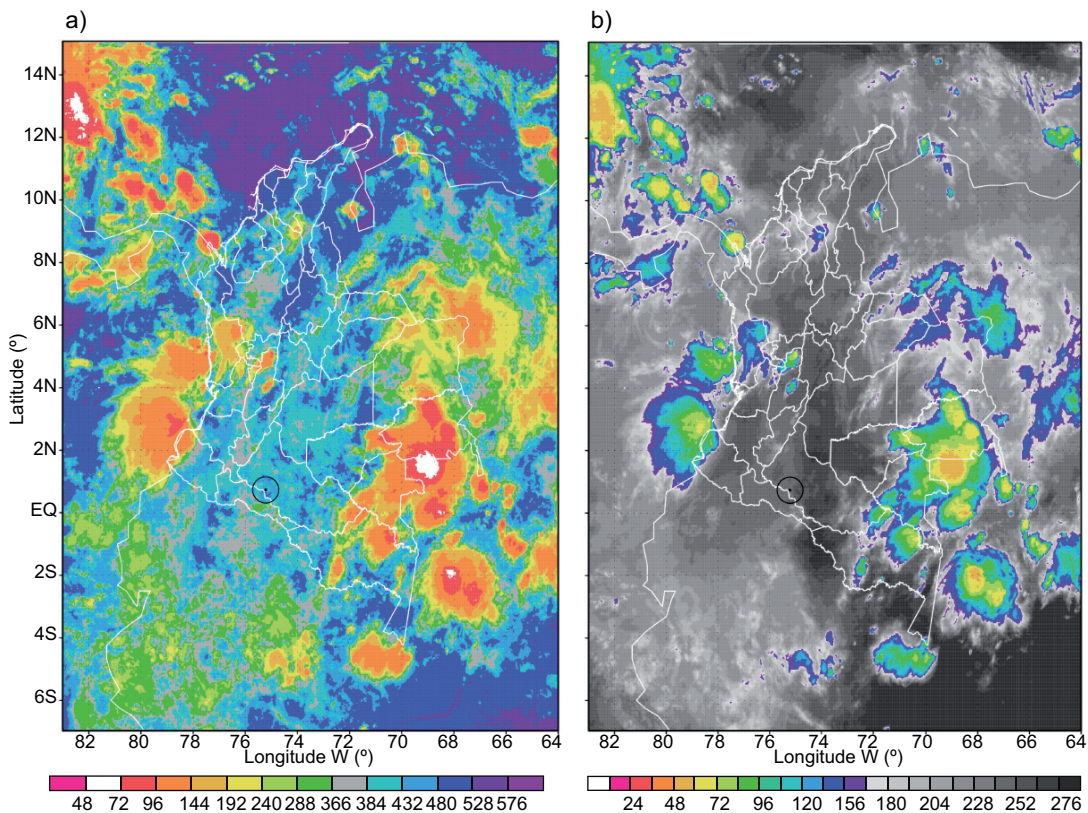 a)
b)
14N
12N
10N
8N
6N
4N
2N
EQ
2S
4S
6S
Latitude (º)
82 80 78 76 74 72 70 68 66 64
Longitude W (º)
82 80 78 76 74 72 70 68 66 64
Longitude W (º)
48 72 96 144 192 240 288 366 384 432 480 528 576
24 48 72 96 120 156 180 204 228 252 276